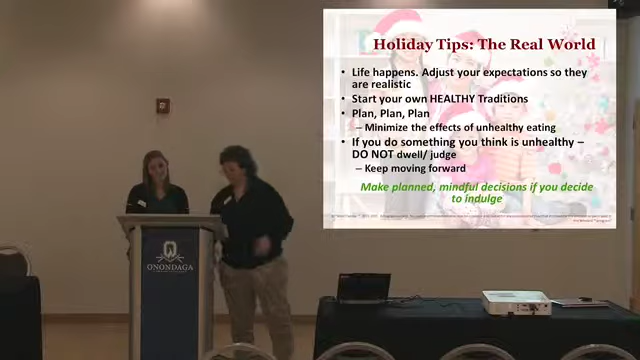 Holiday Tips: The Real World
• Life happens. Adjust your expectations so they
are realistic
• Start your own HEALTHY Traditions
• Plan, Plan, Plan
– Minimize the effects of unhealthy eating
• If you do something you think is unhealthy –
DO NOT dwell/ judge
– Keep moving forward
Make planned, mindful decisions if you decide
to indulge
ONONDAGA